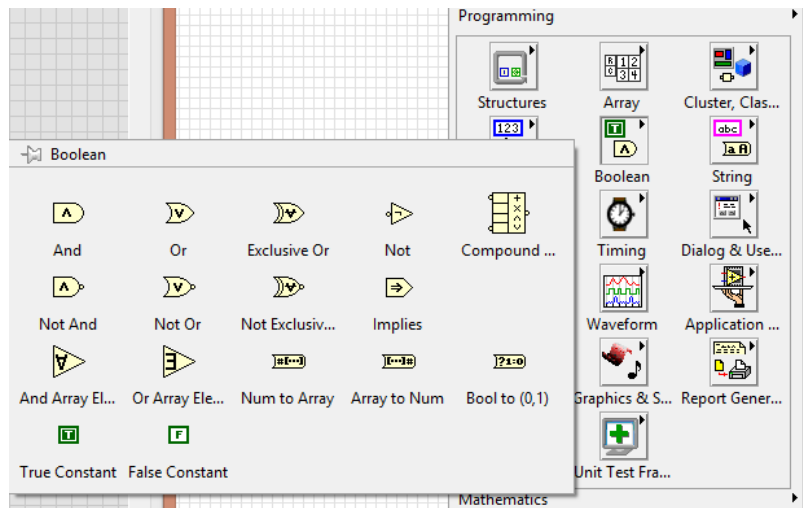 Programming
Structures Array Cluster, Clas...
123 abc
Boolean String
Boolean
And Or Exclusive Or Not Compound ...
Timing Dialog & Use...
Not And Not Or Not Exclusiv... Implies
Waveform Application ...
And Array El... Or Array Ele... Num to Array Array to Num Bool to (0,1)
Graphics & S... Report Gener...
True Constant False Constant
Unit Test Fra...
Mathematics